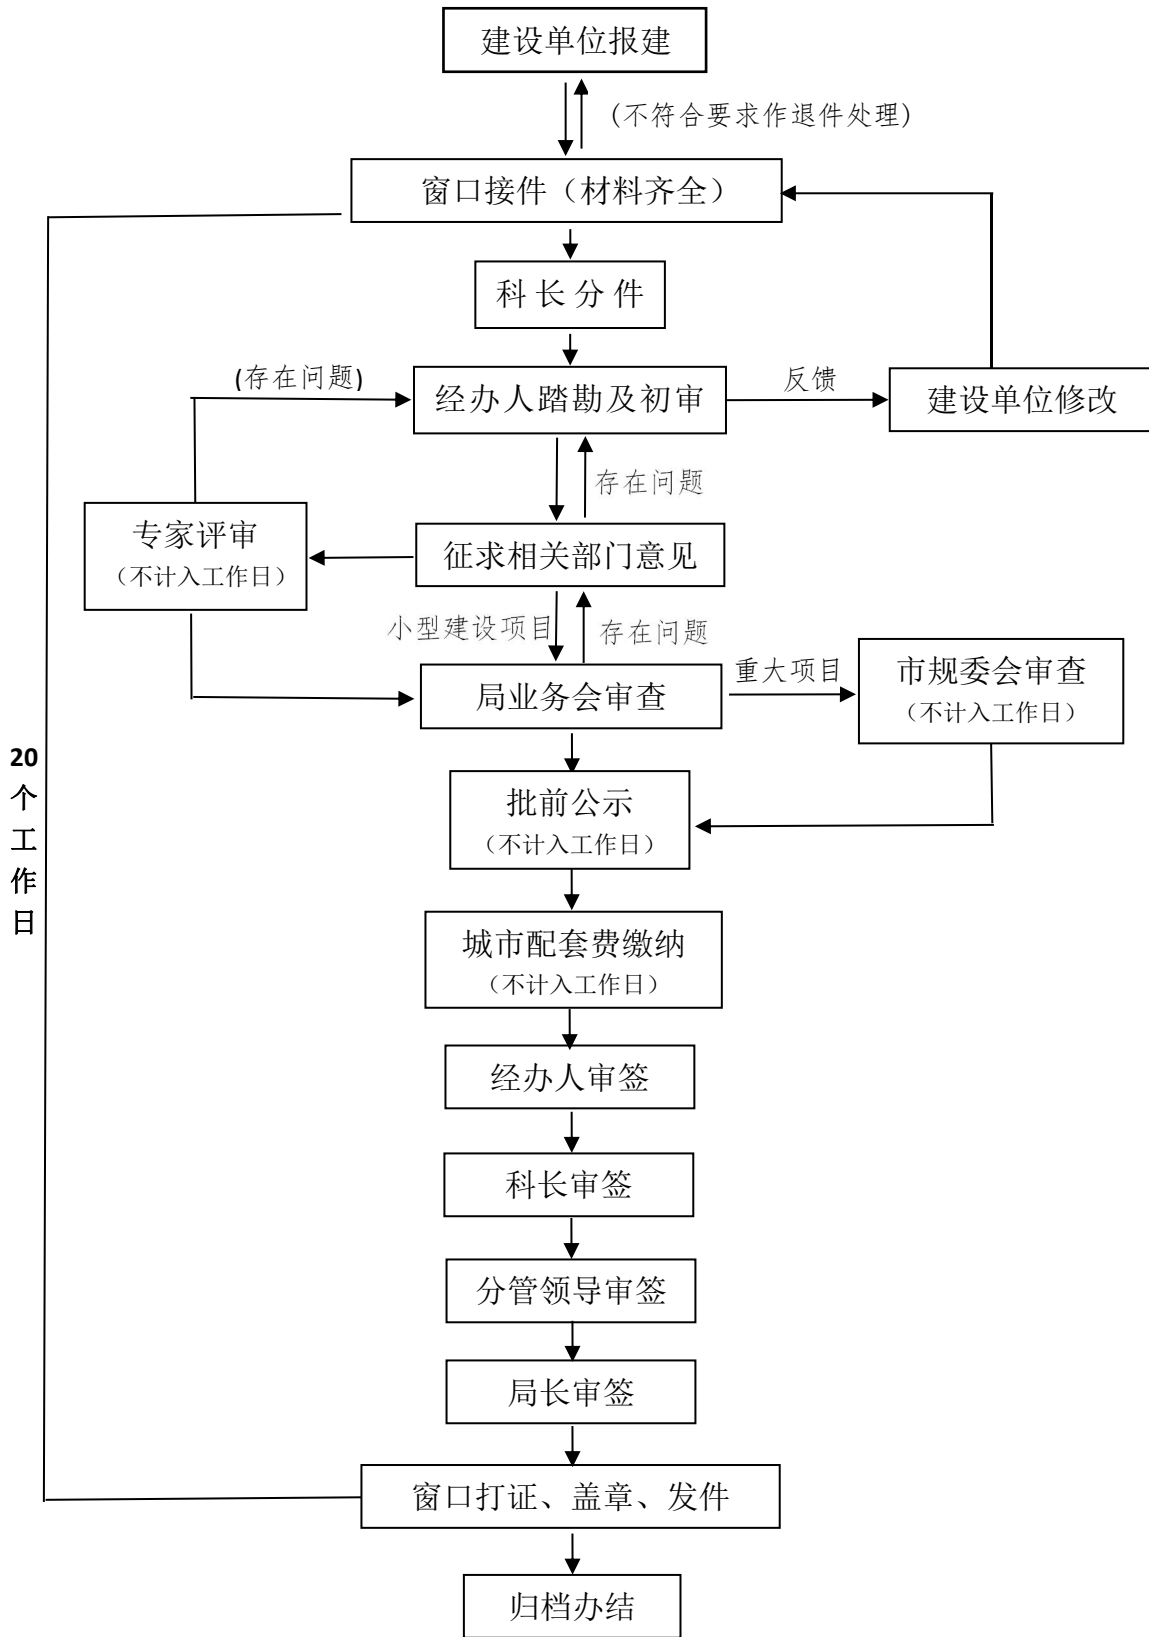 建设单位报建
(不符合要求作退件处理)
窗口接件（材料齐全）
科长分件
(存在问题)
经办人踏勘及初审
反馈
建设单位修改
存在问题
专家评审
（不计入工作日）
征求相关部门意见
小型建设项目
存在问题
局业务会审查
重大项目
市规委会审查
（不计入工作日）
20
个
工
作
日
批前公示
（不计入工作日）
城市配套费缴纳
（不计入工作日）
经办人审签
科长审签
分管领导审签
局长审签
窗口打证、盖章、发件
归档办结